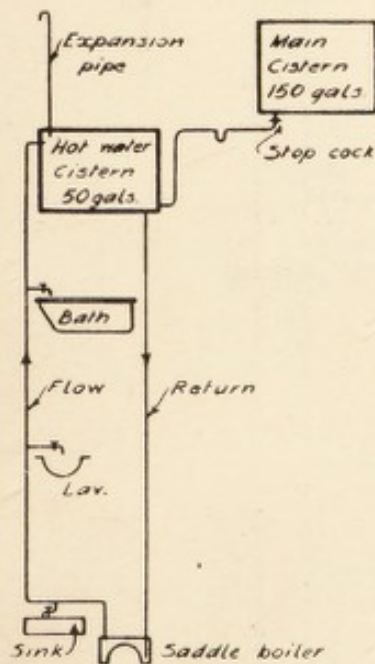 Expansion
pipe
Main
Cistern
150 gals.
Stop cock
Hot water
Cistern
50 gals.
Bath
Flow
Return
Lav.
Sink
Saddle boiler